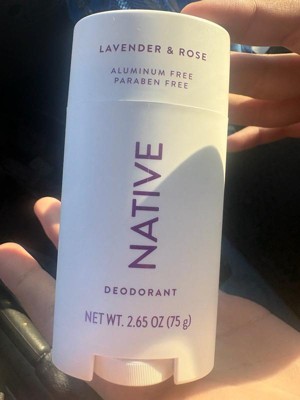 LAVENDER & ROSE
ALUMINUM FREE
PARABEN FREE
NATIVE
DEODORANT
NET WT. 2.65 OZ (75 g)